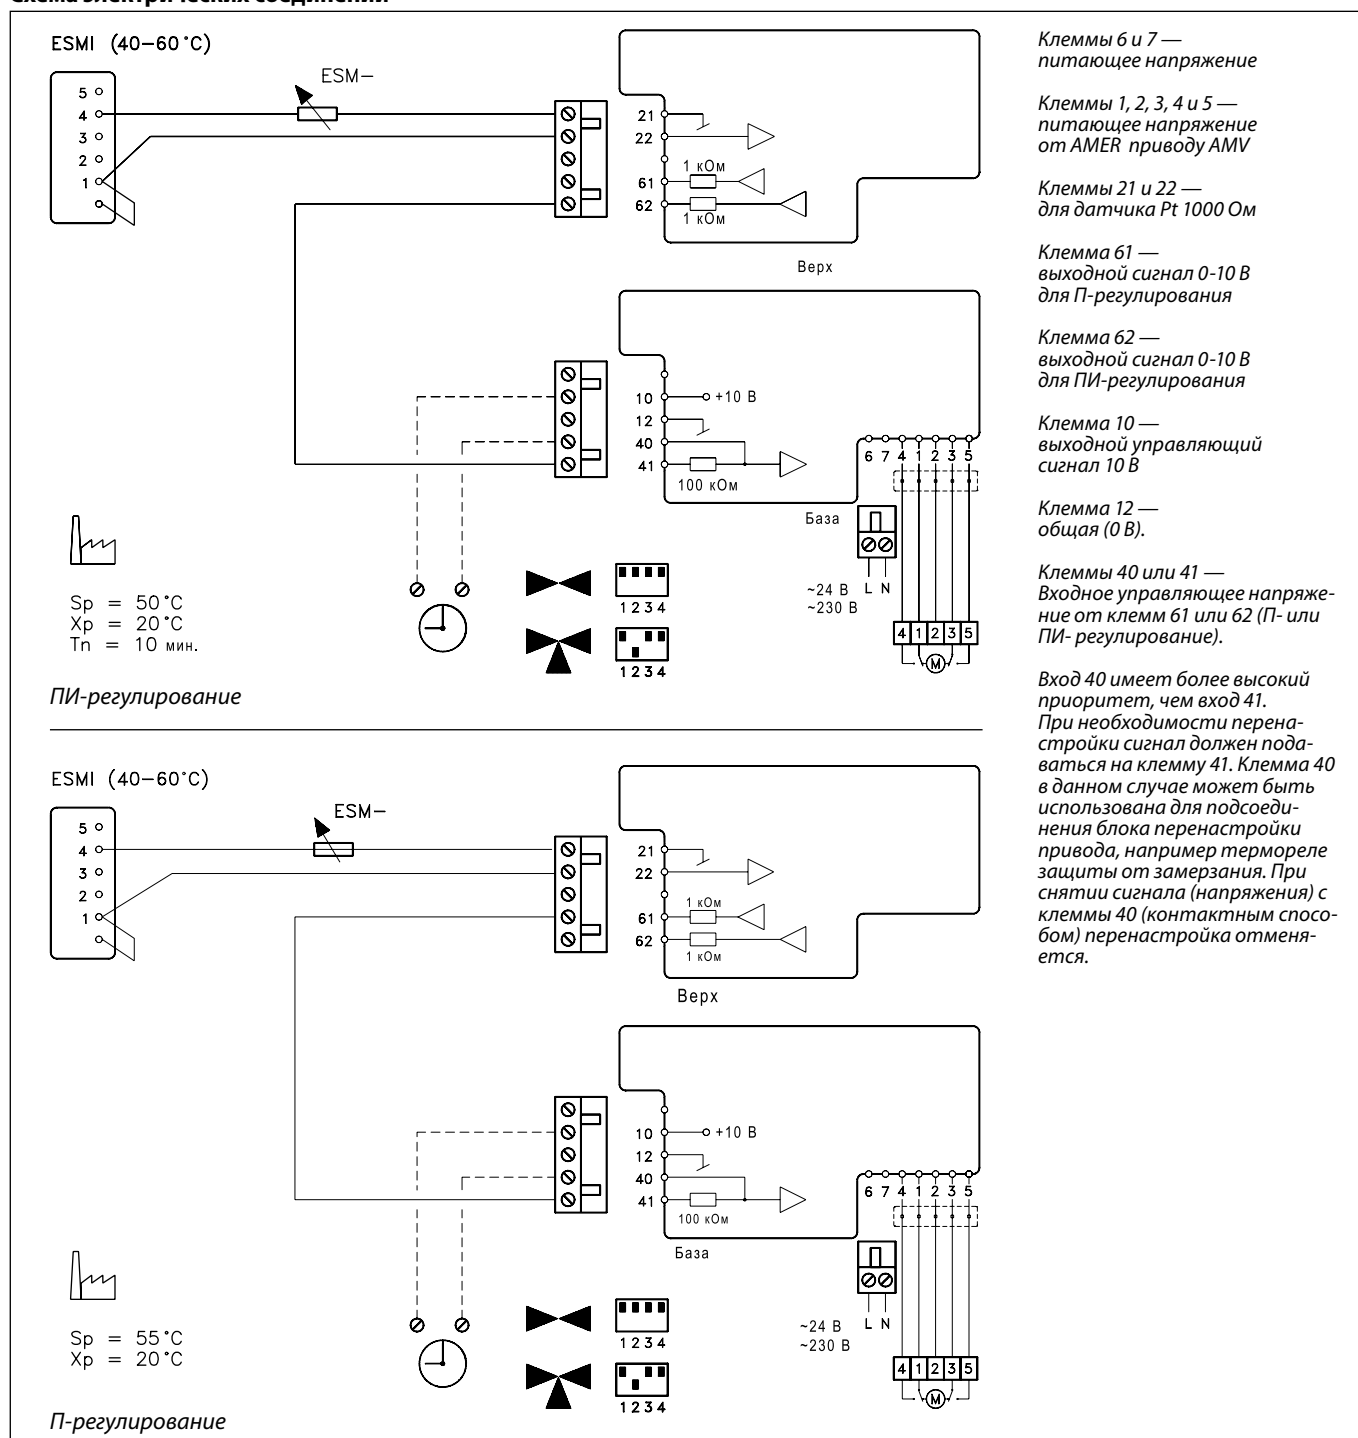 Схема электрических соединений
ESMI (40–60°C)
5
4
3
2
1
ESM–
21
22
61
62
1 кОм
1 кОм
Верх
10
12
40
41
+10 В
100 кОм
База
6 7 4 1 2 3 5
~24 В
~230 В
L N
4 1 2 3 5
M
1 2 3 4
1 2 3 4
Sp = 50°C
Xp = 20°C
Tn = 10 мин.
ПИ-регулирование
ESMI (40–60°C)
5
4
3
2
1
ESM–
21
22
61
62
1 кОм
1 кОм
Верх
10
12
40
41
+10 В
100 кОм
База
6 7 4 1 2 3 5
~24 В
~230 В
L N
4 1 2 3 5
M
1 2 3 4
1 2 3 4
Sp = 55°C
Xp = 20°C
П-регулирование
Клеммы 6 и 7 —
питающее напряжение
Клеммы 1, 2, 3, 4 и 5 —
питающее напряжение
от AMER приводу AMV
Клеммы 21 и 22 —
для датчика Pt 1000 Ом
Клемма 61 —
выходной сигнал 0-10 В
для П-регулирования
Клемма 62 —
выходной сигнал 0-10 В
для ПИ-регулирования
Клемма 10 —
выходной управляющий
сигнал 10 В
Клемма 12 —
общая (0 В).
Клеммы 40 или 41 —
Входное управляющее напряже-
ние от клемм 61 или 62 (П- или
ПИ- регулирование).
Вход 40 имеет более высокий
приоритет, чем вход 41.
При необходимости перена-
стройки сигнал должен пода-
ваться на клемму 41. Клемма 40
в данном случае может быть
использована для подсоеди-
нения блока перенастройки
привода, например термореле
защиты от замерзания. При
снятии сигнала (напряжения) с
клеммы 40 (контактным спосо-
бом) перенастройка отменя-
ется.